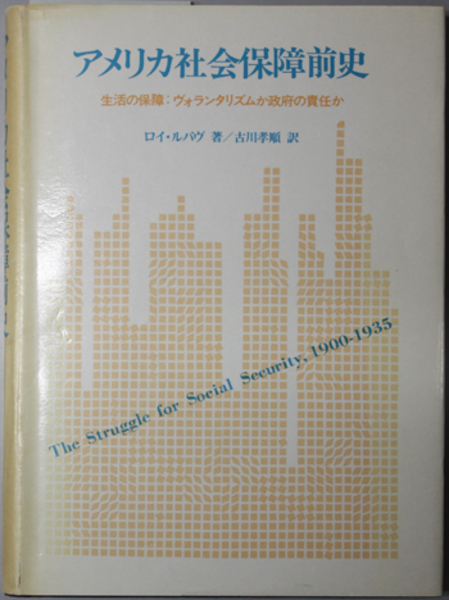 アメリカ社会保障前史
生活の保障:ヴォランタリズムか政府の責任か
ロイ・ルバヴ 著/古川孝順 訳
The Struggle for Social Security, 1900-1935